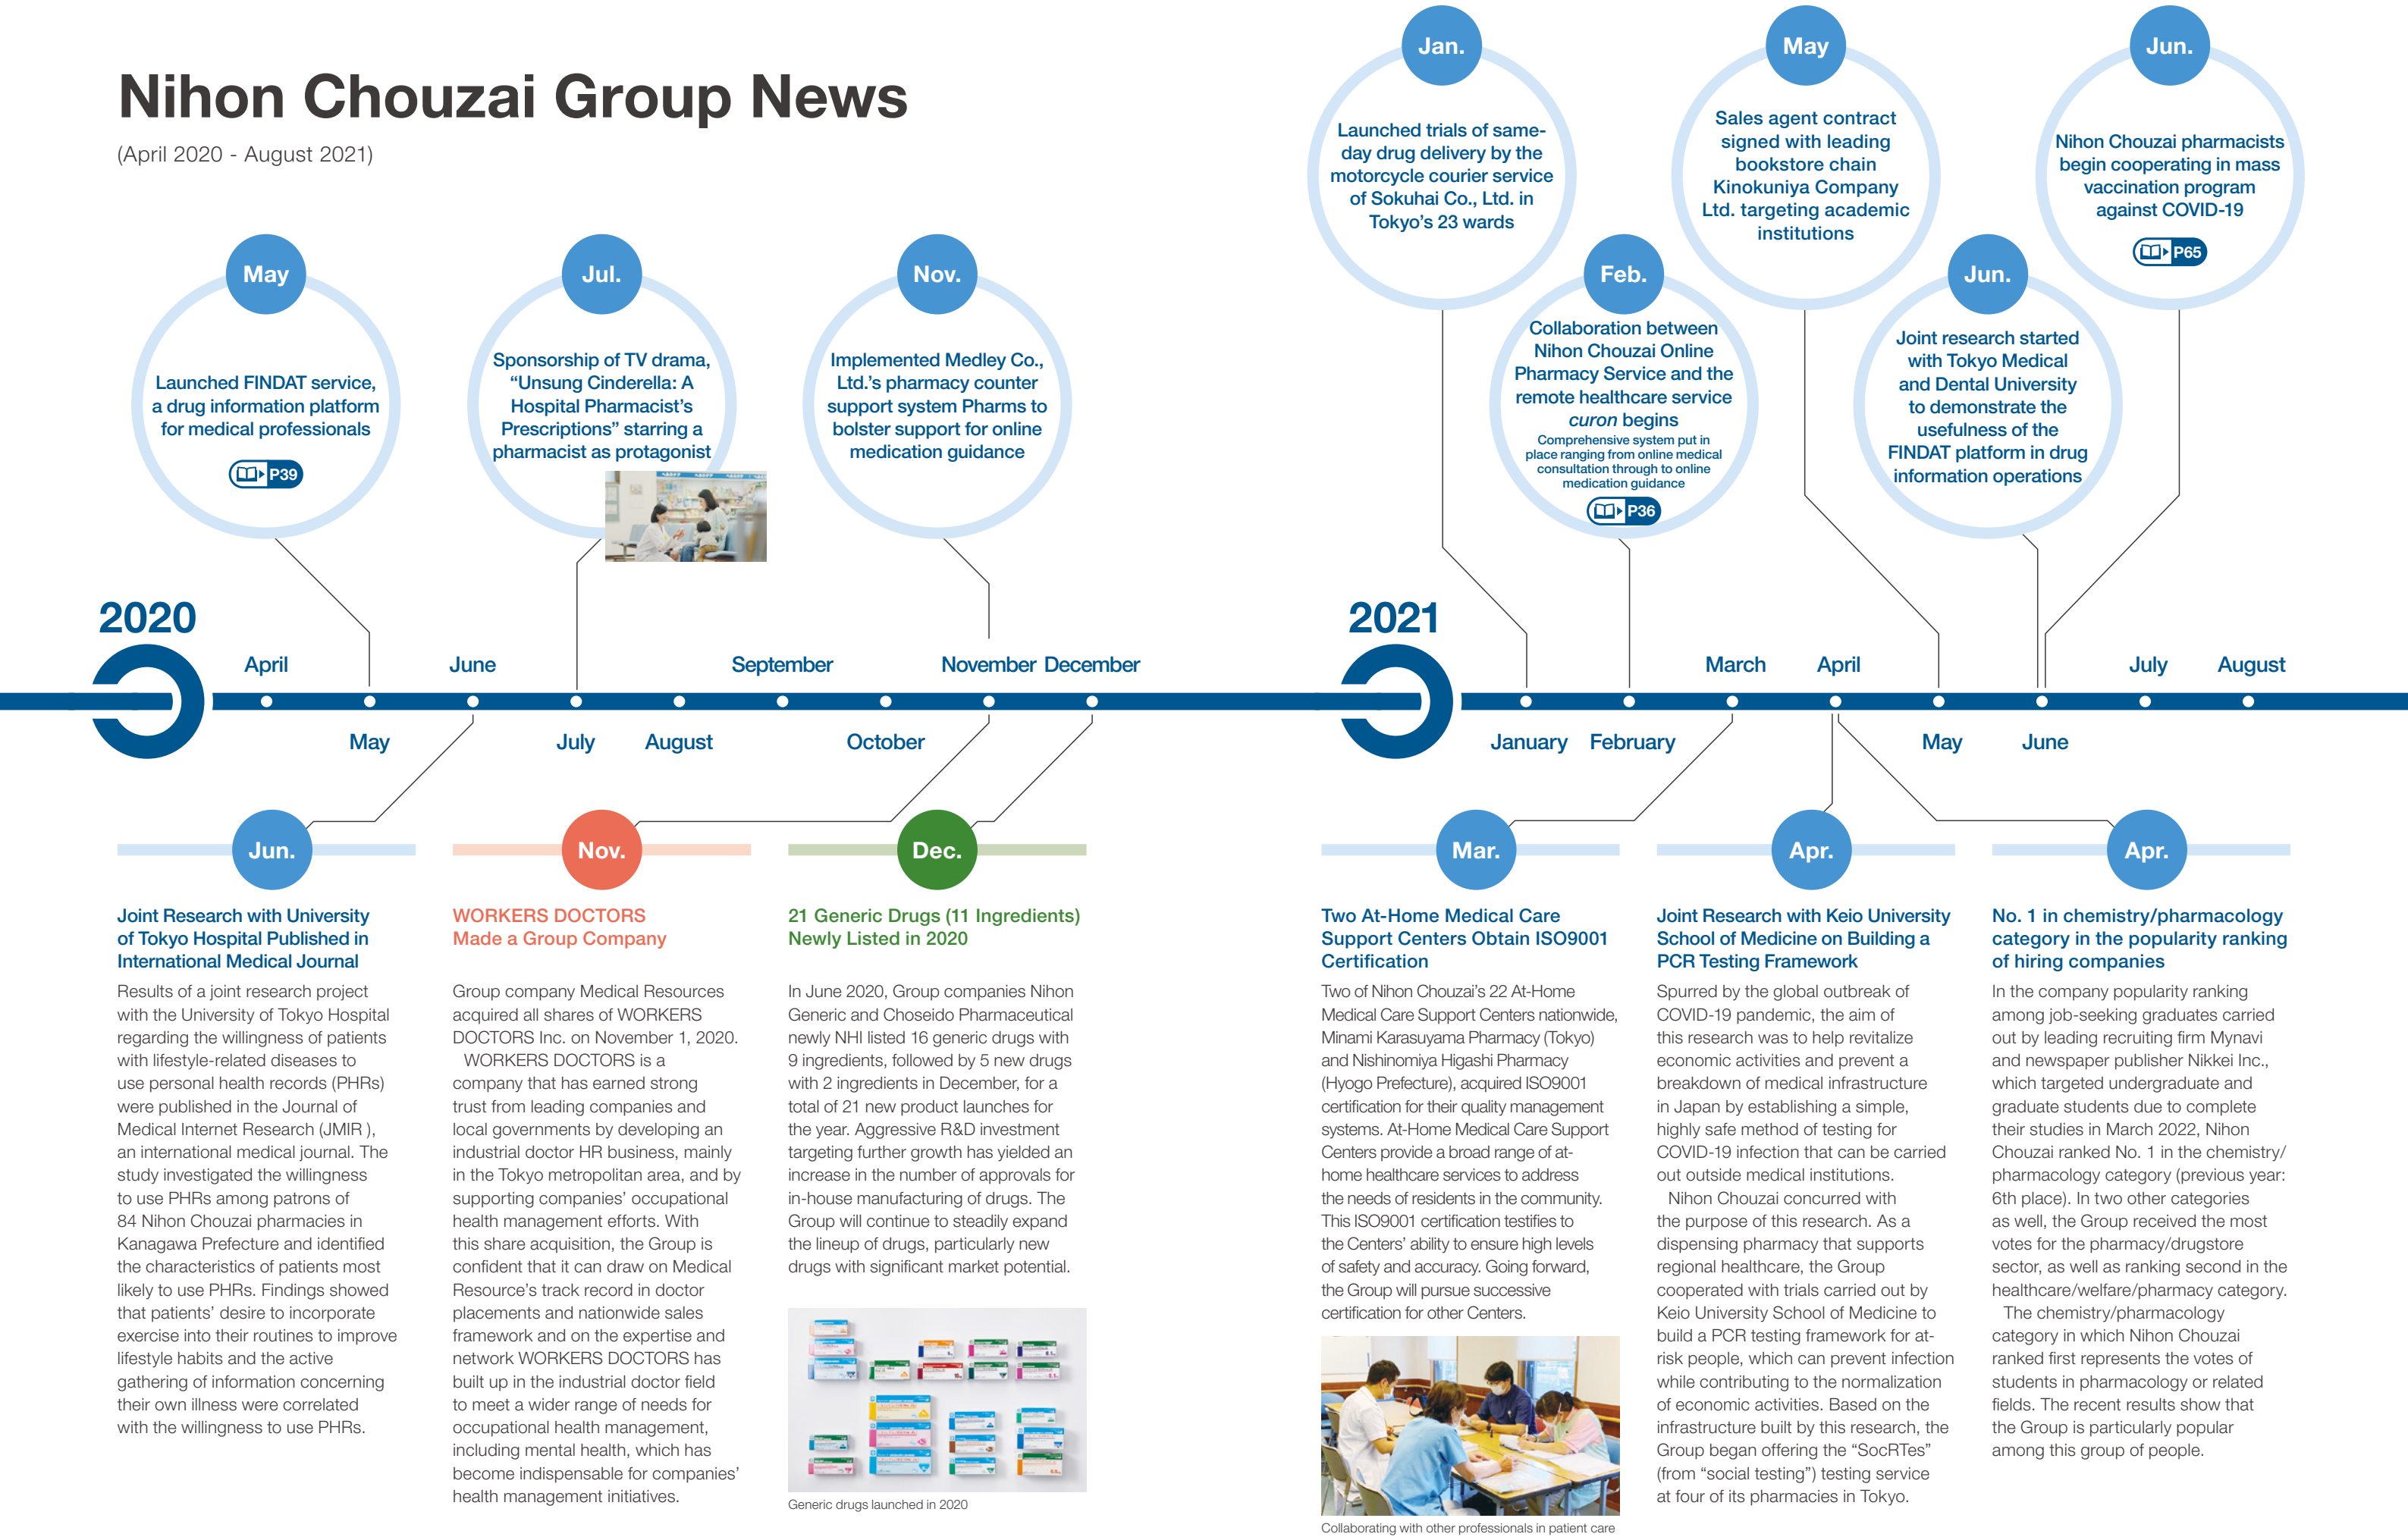 Nihon Chouzai Group News
(April 2020 - August 2021)
May
Launched FINDAT service,
a drug information platform
for medical professionals
P39
Jul.
Sponsorship of TV drama,
“Unsung Cinderella: A
Hospital Pharmacist’s
Prescriptions” starring a
pharmacist as protagonist
Nov.
Implemented Medley Co.,
Ltd.’s pharmacy counter
support system Pharms to
bolster support for online
medication guidance
Jan.
Launched trials of same-
day drug delivery by the
motorcycle courier service
of Sokuhai Co., Ltd. in
Tokyo’s 23 wards
Feb.
Collaboration between
Nihon Chouzai Online
Pharmacy Service and the
remote healthcare service
curon begins
Comprehensive system put in
place ranging from online medical
consultation through to online
medication guidance
P36
May
Sales agent contract
signed with leading
bookstore chain
Kinokuniya Company
Ltd. targeting academic
institutions
Jun.
Joint research started
with Tokyo Medical
and Dental University
to demonstrate the
usefulness of the
FINDAT platform in drug
information operations
Jun.
Nihon Chouzai pharmacists
begin cooperating in mass
vaccination program
against COVID-19
P65
2020
April
May
June
July
August
September
October
November
December
2021
January
February
March
April
May
June
July
August
Jun.
Joint Research with University
of Tokyo Hospital Published in
International Medical Journal
Results of a joint research project
with the University of Tokyo Hospital
regarding the willingness of patients
with lifestyle-related diseases to
use personal health records (PHRs)
were published in the Journal of
Medical Internet Research (JMIR ),
an international medical journal. The
study investigated the willingness
to use PHRs among patrons of
84 Nihon Chouzai pharmacies in
Kanagawa Prefecture and identified
the characteristics of patients most
likely to use PHRs. Findings showed
that patients’ desire to incorporate
exercise into their routines to improve
lifestyle habits and the active
gathering of information concerning
their own illness were correlated
with the willingness to use PHRs.
Nov.
WORKERS DOCTORS
Made a Group Company
Group company Medical Resources
acquired all shares of WORKERS
DOCTORS Inc. on November 1, 2020.
WORKERS DOCTORS is a
company that has earned strong
trust from leading companies and
local governments by developing an
industrial doctor HR business, mainly
in the Tokyo metropolitan area, and by
supporting companies’ occupational
health management efforts. With
this share acquisition, the Group is
confident that it can draw on Medical
Resource’s track record in doctor
placements and nationwide sales
framework and on the expertise and
network WORKERS DOCTORS has
built up in the industrial doctor field
to meet a wider range of needs for
occupational health management,
including mental health, which has
become indispensable for companies’
health management initiatives.
Dec.
21 Generic Drugs (11 Ingredients)
Newly Listed in 2020
In June 2020, Group companies Nihon
Generic and Choseido Pharmaceutical
newly NHI listed 16 generic drugs with
9 ingredients, followed by 5 new drugs
with 2 ingredients in December, for a
total of 21 new product launches for
the year. Aggressive R&D investment
targeting further growth has yielded an
increase in the number of approvals for
in-house manufacturing of drugs. The
Group will continue to steadily expand
the lineup of drugs, particularly new
drugs with significant market potential.
Generic drugs launched in 2020
Mar.
Two At-Home Medical Care
Support Centers Obtain ISO9001
Certification
Two of Nihon Chouzai’s 22 At-Home
Medical Care Support Centers nationwide,
Minami Karasuyama Pharmacy (Tokyo)
and Nishinomiya Higashi Pharmacy
(Hyogo Prefecture), acquired ISO9001
certification for their quality management
systems. At-Home Medical Care Support
Centers provide a broad range of at-
home healthcare services to address
the needs of residents in the community.
This ISO9001 certification testifies to
the Centers’ ability to ensure high levels
of safety and accuracy. Going forward,
the Group will pursue successive
certification for other Centers.
Collaborating with other professionals in patient care
Apr.
Joint Research with Keio University
School of Medicine on Building a
PCR Testing Framework
Spurred by the global outbreak of
COVID-19 pandemic, the aim of
this research was to help revitalize
economic activities and prevent a
breakdown of medical infrastructure
in Japan by establishing a simple,
highly safe method of testing for
COVID-19 infection that can be carried
out outside medical institutions.
Nihon Chouzai concurred with
the purpose of this research. As a
dispensing pharmacy that supports
regional healthcare, the Group
cooperated with trials carried out by
Keio University School of Medicine to
build a PCR testing framework for at-
risk people, which can prevent infection
while contributing to the normalization
of economic activities. Based on the
infrastructure built by this research, the
Group began offering the “SocRTes”
(from “social testing”) testing service
at four of its pharmacies in Tokyo.
Apr.
No. 1 in chemistry/pharmacology
category in the popularity ranking
of hiring companies
In the company popularity ranking
among job-seeking graduates carried
out by leading recruiting firm Mynavi
and newspaper publisher Nikkei Inc.,
which targeted undergraduate and
graduate students due to complete
their studies in March 2022, Nihon
Chouzai ranked No. 1 in the chemistry/
pharmacology category (previous year:
6th place). In two other categories
as well, the Group received the most
votes for the pharmacy/drugstore
sector, as well as ranking second in the
healthcare/welfare/pharmacy category.
The chemistry/pharmacology
category in which Nihon Chouzai
ranked first represents the votes of
students in pharmacology or related
fields. The recent results show that
the Group is particularly popular
among this group of people.